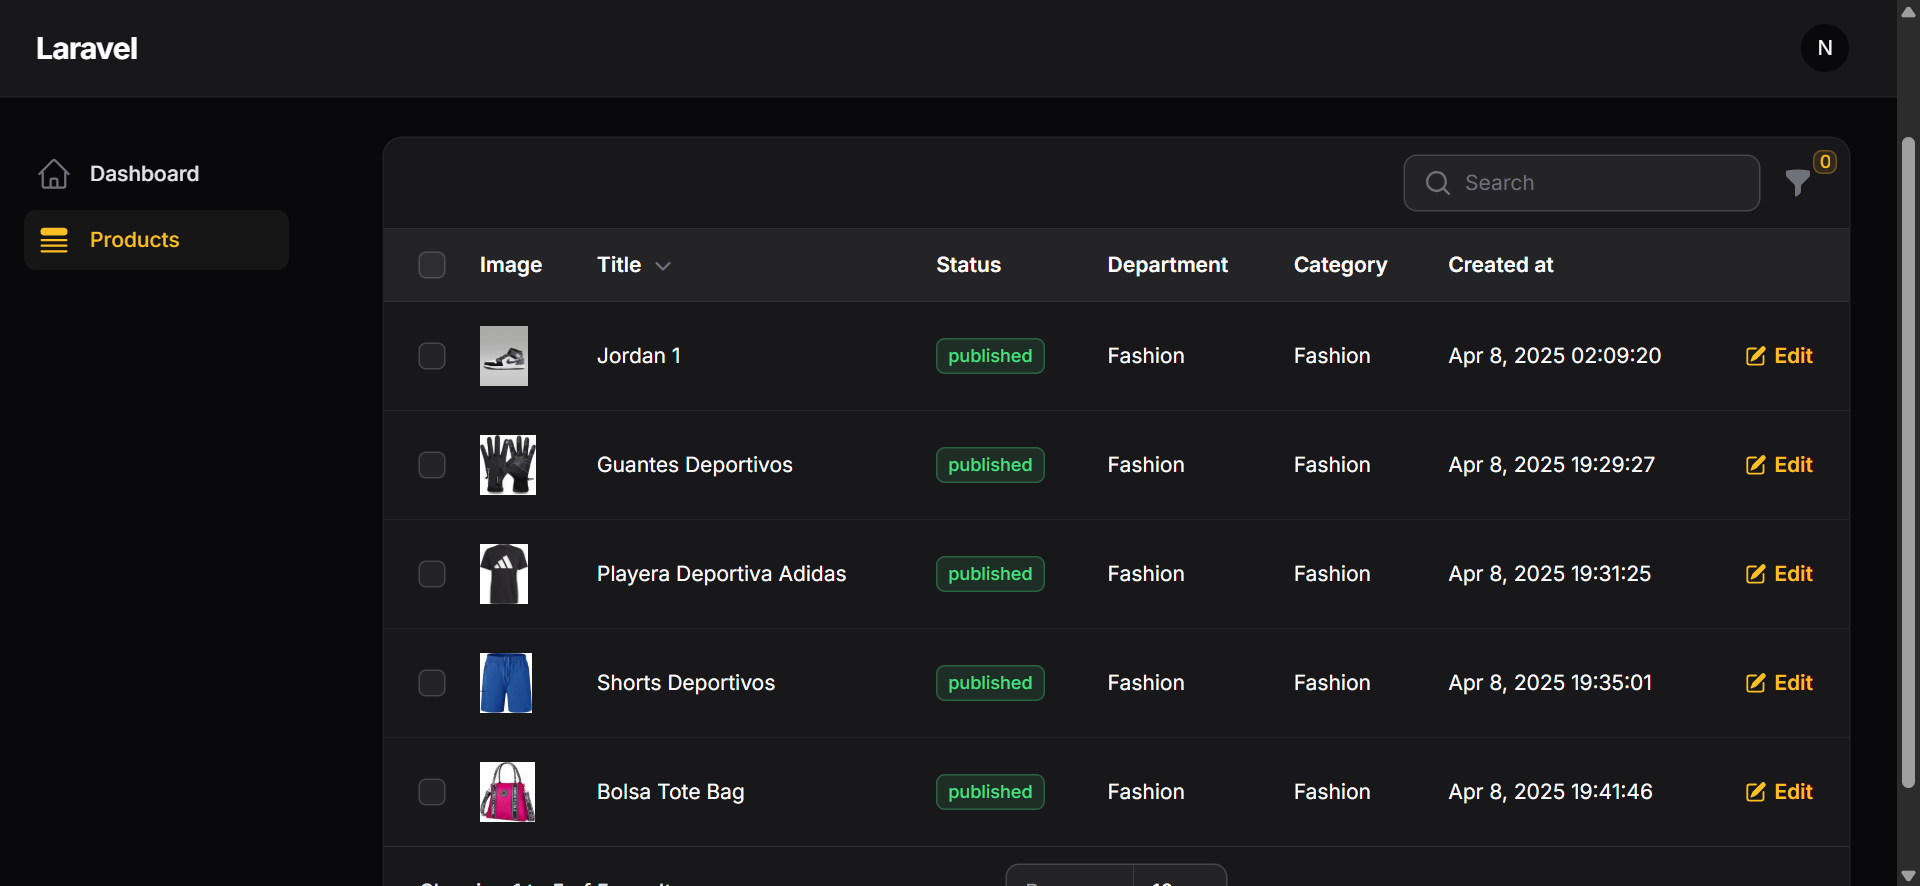 Laravel
N
Dashboard
Products
Search
0
Image Title Status Department Category Created at
Jordan 1 published Fashion Fashion Apr 8, 2025 02:09:20 Edit
Guantes Deportivos published Fashion Fashion Apr 8, 2025 19:29:27 Edit
Playera Deportiva Adidas published Fashion Fashion Apr 8, 2025 19:31:25 Edit
Shorts Deportivos published Fashion Fashion Apr 8, 2025 19:35:01 Edit
Bolsa Tote Bag published Fashion Fashion Apr 8, 2025 19:41:46 Edit